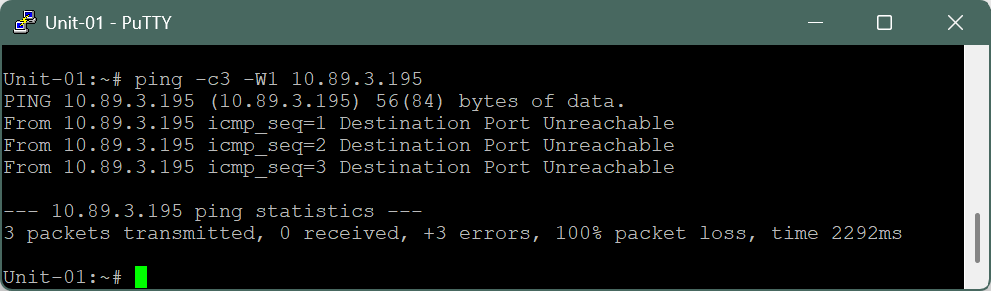 Unit-01 - PuTTY
Unit-01:~# ping -c3 -W1 10.89.3.195
PING 10.89.3.195 (10.89.3.195) 56(84) bytes of data.
From 10.89.3.195 icmp_seq=1 Destination Port Unreachable
From 10.89.3.195 icmp_seq=2 Destination Port Unreachable
From 10.89.3.195 icmp_seq=3 Destination Port Unreachable
--- 10.89.3.195 ping statistics ---
3 packets transmitted, 0 received, +3 errors, 100% packet loss, time 2292ms
Unit-01:~#